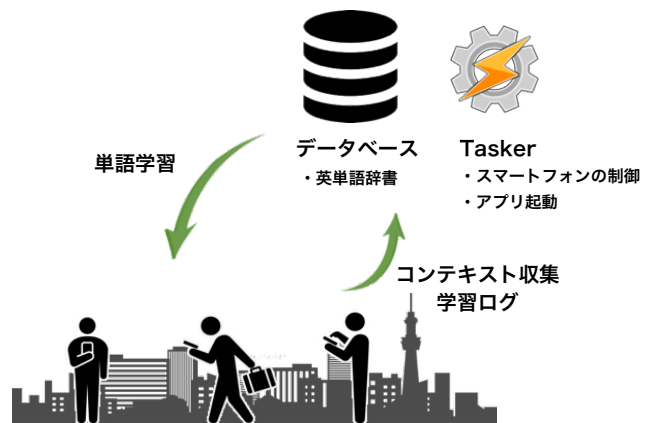 データベース
・英単語辞書
Tasker
・スマートフォンの制御
・アプリ起動
単語学習
コンテキスト収集
学習ログ